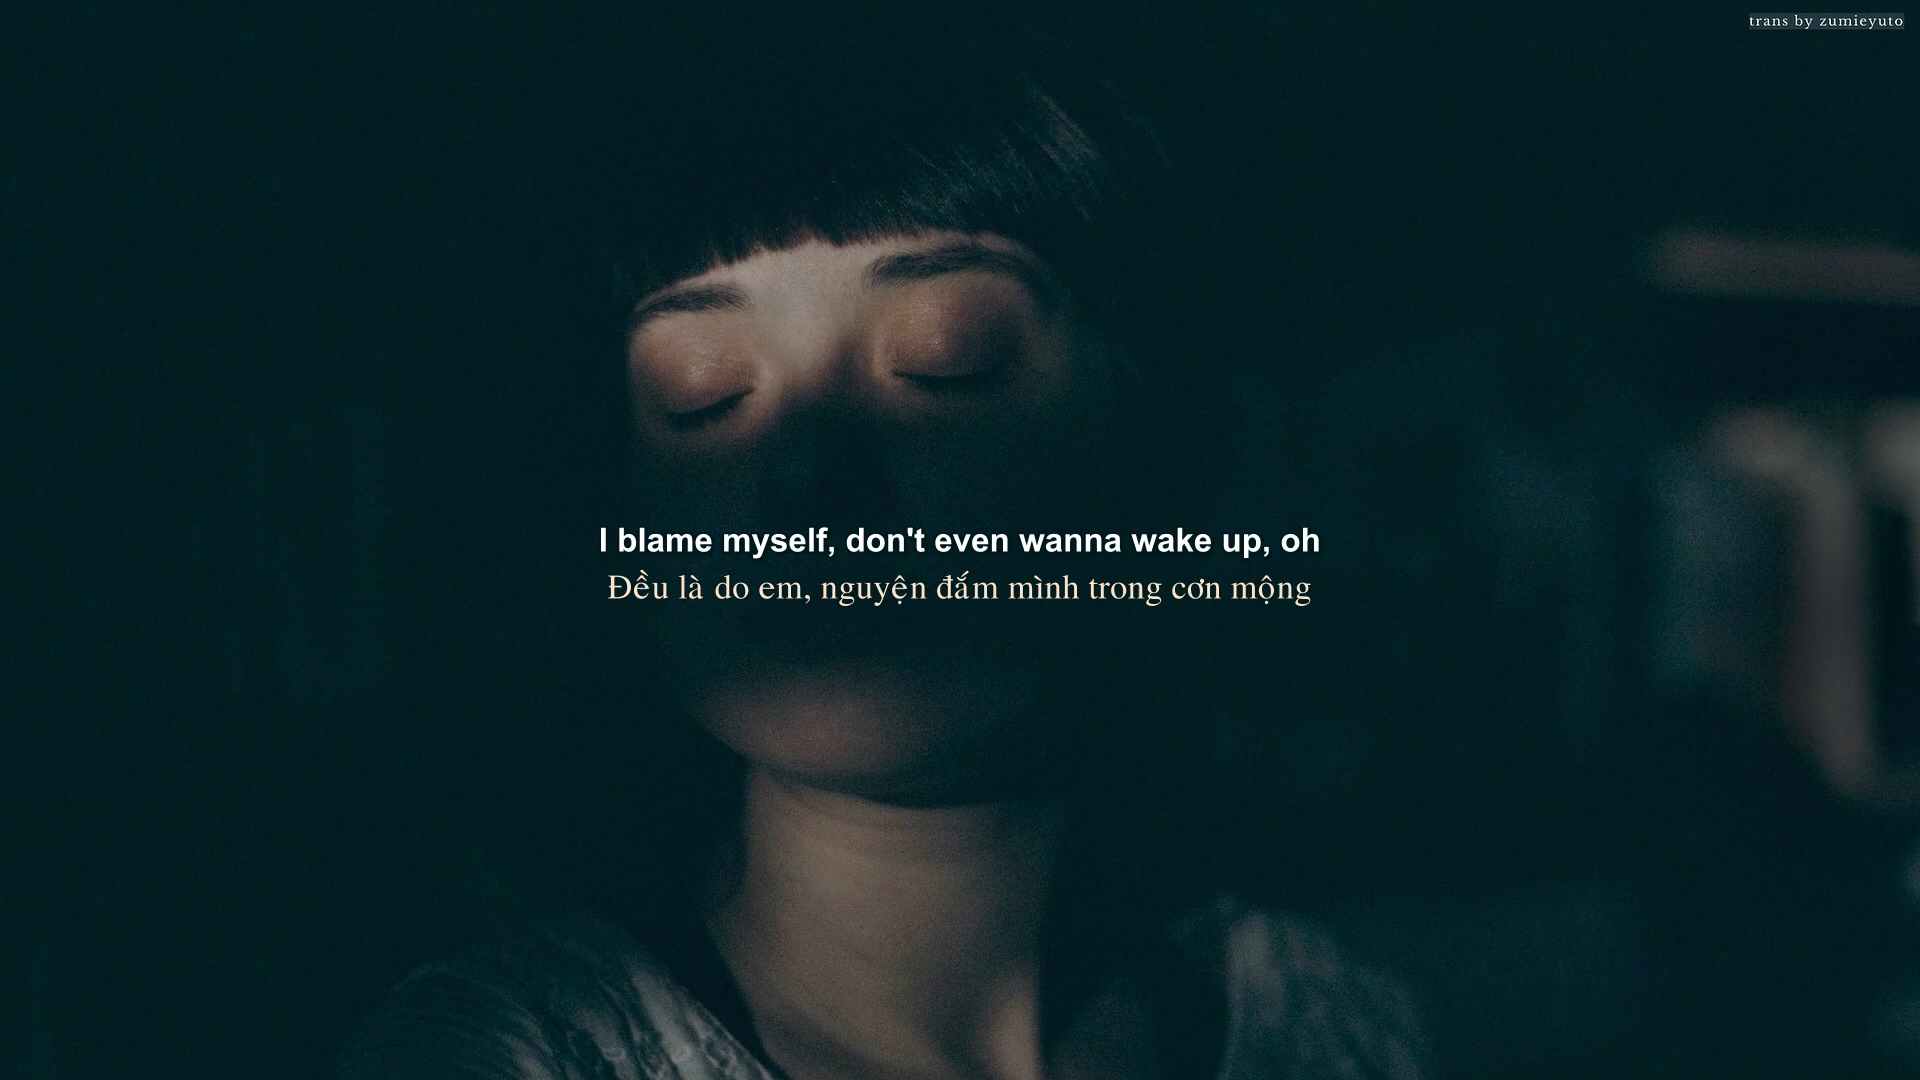 trans by zumieyuto
I blame myself, don't even wanna wake up, oh
Đều là do em, nguyện đắm mình trong cơn mộng